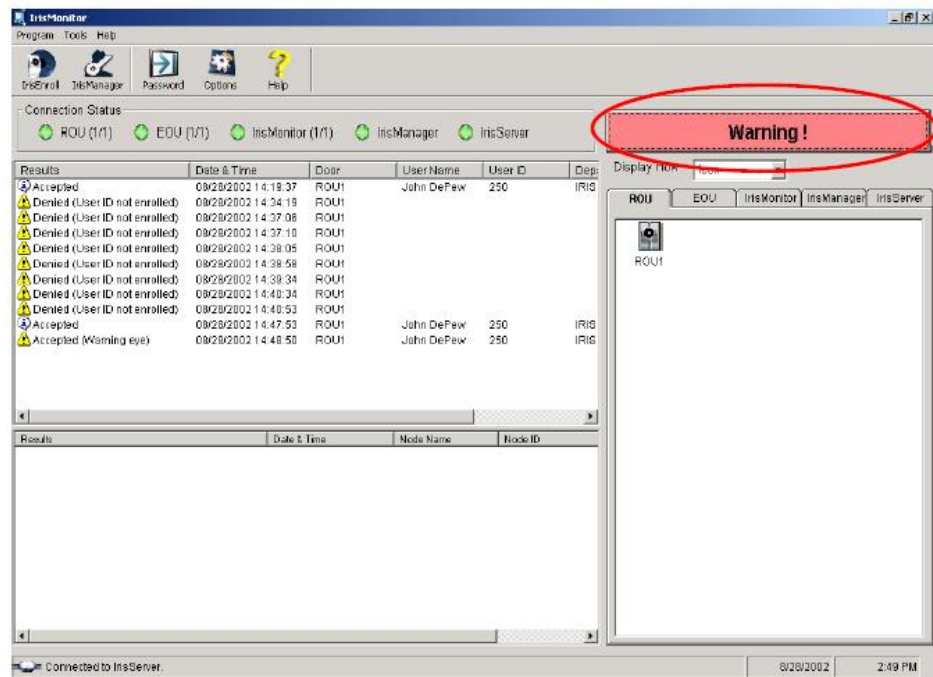 IrisMonitor
Program Tools Help
IrisEnroll IrisManager Password Options Help
Connection Status
ROU (1/1) EOU (1/1) IrisMonitor (1/1) IrisManager IrisServer
Warning !
Results Date & Time Door User Name User ID
Display
Accepted 08/28/2002 14:19:37 ROU1 John DePew 250 IRIS
Denied (User ID not enrolled) 08/28/2002 14:34:19 ROU1
ROU EOU IrisMonitor IrisManager IrisServer
Denied (User ID not enrolled) 08/28/2002 14:37:06 ROU1
Denied (User ID not enrolled) 08/28/2002 14:37:10 ROU1
Denied (User ID not enrolled) 08/28/2002 14:38:05 ROU1
Denied (User ID not enrolled) 08/28/2002 14:38:58 ROU1
ROU1
Denied (User ID not enrolled) 08/28/2002 14:39:34 ROU1
Denied (User ID not enrolled) 08/28/2002 14:40:34 ROU1
Denied (User ID not enrolled) 08/28/2002 14:40:53 ROU1
Accepted 08/28/2002 14:47:53 ROU1 John DePew 250 IRIS
Accepted (Warning eye) 08/28/2002 14:48:50 ROU1 John DePew 250 IRIS
Results Date & Time Node Name Node ID
Connected to IrisServer. 8/28/2002 2:49 PM